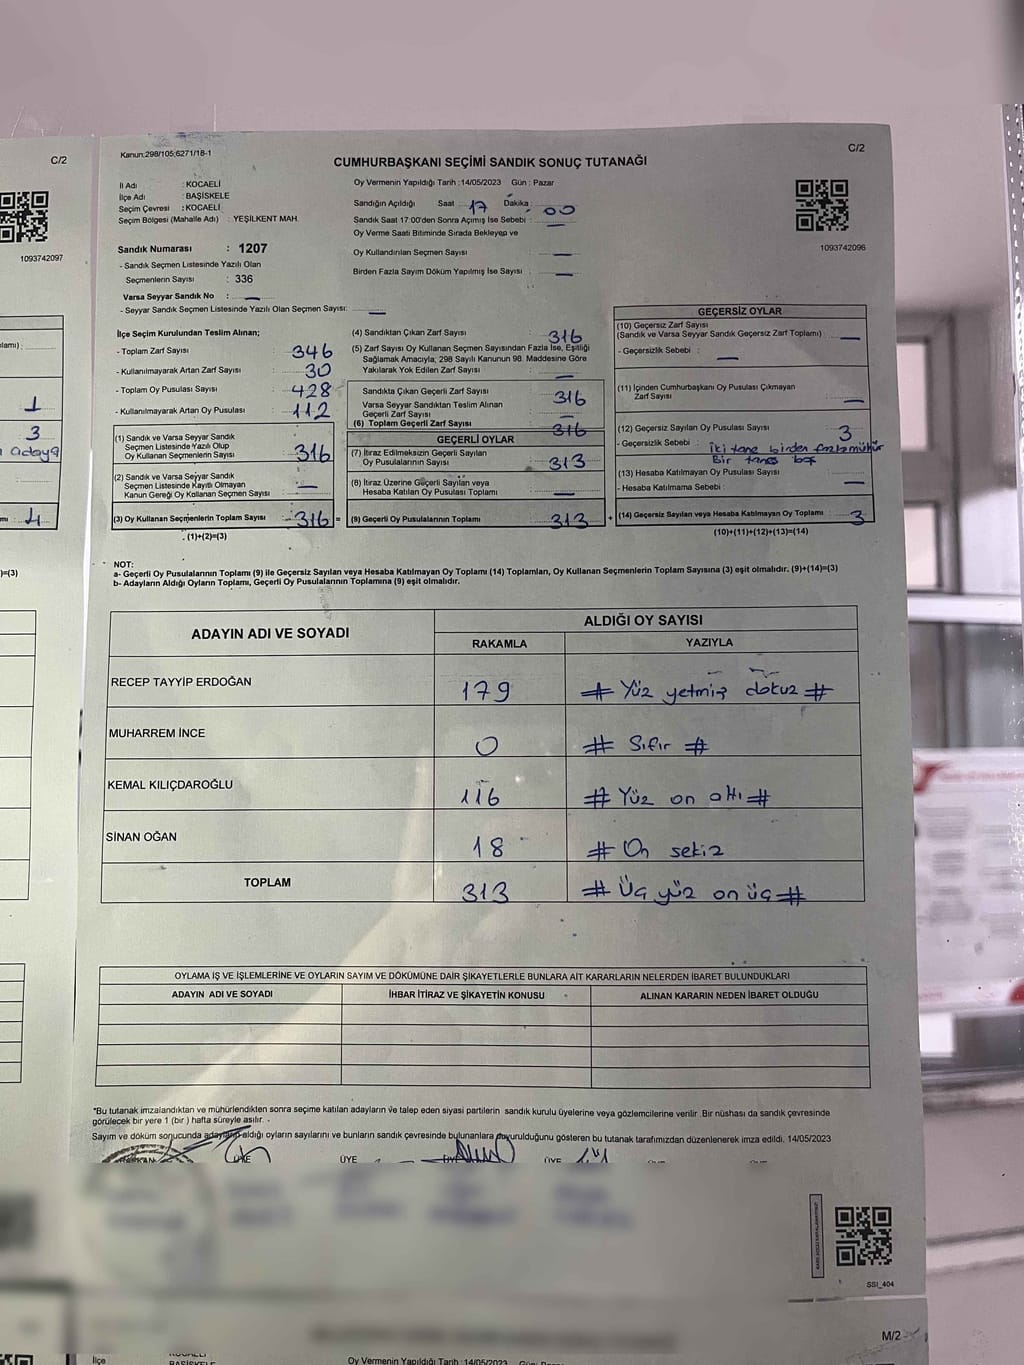 C/2
1093742097
Kanun:298/105;6271/18-1
C/2
CUMHURBAŞKANI SEÇİMİ SANDIK SONUÇ TUTANAĞI
İl Adı : KOCAELİ
İlçe Adı : BAŞİSKELE
Seçim Çevresi : KOCAELİ
Seçim Bölgesi (Mahalle Adı) : YEŞİLKENT MAH.
Oy Vermenin Yapıldığı Tarih :14/05/2023 Gün : Pazar
Sandığın Açıldığı Saat : 17 Dakika : 00
Sandık Saat 17:00'den Sonra Açımış İse Sebebi : —
Oy Verme Saati Bitiminde Sırada Bekleyen ve
Oy Kullandırılan Seçmen Sayısı —
Birden Fazla Sayım Döküm Yapılmış İse Sayısı —
1093742096
Sandık Numarası : 1207
- Sandık Seçmen Listesinde Yazılı Olan
Seçmenlerin Sayısı : 336
Varsa Seyyar Sandık No : —
- Seyyar Sandık Seçmen Listesinde Yazılı Olan Seçmen Sayısı: —
İlçe Seçim Kurulundan Teslim Alınan;
- Toplam Zarf Sayısı : 346
- Kullanılmayarak Artan Zarf Sayısı : 30
- Toplam Oy Pusulası Sayısı : 428
- Kullanılmayarak Artan Oy Pusulası : 112
(1) Sandık ve Varsa Seyyar Sandık
Seçmen Listesinde Yazılı Olup
Oy Kullanan Seçmenlerin Sayısı 316
(2) Sandık ve Varsa Seyyar Sandık
Seçmen Listesinde Kayıtlı Olmayan
Kanun Gereği Oy Kollanan Seçmen Sayısı —
(3) Oy Kullanan Seçmenlerin Toplam Sayısı 316 =
(1)+(2)=(3)
(4) Sandıktan Çıkan Zarf Sayısı 316
(5) Zarf Sayısı Oy Kullanan Seçmen Sayısından Fazla İse, Eşitliği
Sağlamak Amacıyla, 298 Sayılı Kanunun 98. Maddesine Göre
Yakılarak Yok Edilen Zarf Sayısı —
Sandıkta Çıkan Geçerli Zarf Sayısı 316
Varsa Seyyar Sandıktan Teslim Alınan
Geçerli Zarf Sayısı —
(6) Toplam Geçerli Zarf Sayısı 316
GEÇERLİ OYLAR
(7) İtiraz Edilmeksizin Geçerli Sayılan
Oy Pusulalarının Sayısı 313
(8) İtiraz Üzerine Geçerli Sayılan veya
Hesaba Katılan Oy Pusulası Toplamı —
(9) Geçerli Oy Pusulalarının Toplamı 313 +
GEÇERSİZ OYLAR
(10) Geçersiz Zarf Sayısı
(Sandık ve Varsa Seyyar Sandık Geçersiz Zarf Toplamı) —
- Geçersizlik Sebebi : —
(11) İçinden Cumhurbaşkanı Oy Pusulası Çıkmayan
Zarf Sayısı —
(12) Geçersiz Sayılan Oy Pusulası Sayısı 3
- Geçersizlik Sebebi : İki tane birden fazla mühür
Bir tanes boş
(13) Hesaba Katılmayan Oy Pusulası Sayısı —
- Hesaba Katılmama Sebebi :
(14) Geçersiz Sayılan veya Hesaba Katılmayan Oy Toplamı 3
(10)+(11)+(12)+(13)=(14)
NOT:
a- Geçerli Oy Pusulalarının Toplamı (9) ile Geçersiz Sayılan veya Hesaba Katılmayan Oy Toplamı (14) Toplamları, Oy Kullanan Seçmenlerin Toplam Sayısına (3) eşit olmalıdır. (9)+(14)=(3)
b- Adayların Aldığı Oyların Toplamı, Geçerli Oy Pusulalarının Toplamına (9) eşit olmalıdır.
ADAYIN ADI VE SOYADI
ALDIĞI OY SAYISI
RAKAMLA YAZIYLA
RECEP TAYYİP ERDOĞAN 179 # Yüz yetmiş dokuz #
MUHARREM İNCE 0 # Sıfır #
KEMAL KILIÇDAROĞLU 116 # Yüz on altı #
SİNAN OĞAN 18 # On sekiz
TOPLAM 313 # Üç yüz on üç #
OYLAMA İŞ VE İŞLEMLERİNE VE OYLARIN SAYIM VE DÖKÜMÜNE DAİR ŞİKAYETLERLE BUNLARA AİT KARARLARIN NELERDEN İBARET BULUNDUKLARI
ADAYIN ADI VE SOYADI İHBAR İTİRAZ VE ŞİKAYETİN KONUSU ALINAN KARARIN NEDEN İBARET OLDUĞU
*Bu tutanak imzalandıktan ve mühürlendikten sonra seçime katılan adayların ve talep eden siyasi partilerin sandık kurulu üyelerine veya gözlemcilerine verilir .Bir nüshası da sandık çevresinde
görülecek bir yere 1 (bir ) hafta süreyle asılır.
Sayım ve döküm sonucunda adayların aldığı oyların sayılarını ve bunların sandık çevresinde bulunanlara duyurulduğunu gösteren bu tutanak tarafımızdan düzenlenerek imza edildi. 14/05/2023
BAŞKAN ÜYE ÜYE ÜYE ÜYE
SSI_404
M/2
İlçe BAŞİSKELE
Oy Vermenin Yapıldığı Tarih :14/05/2023 Gün: Pazar